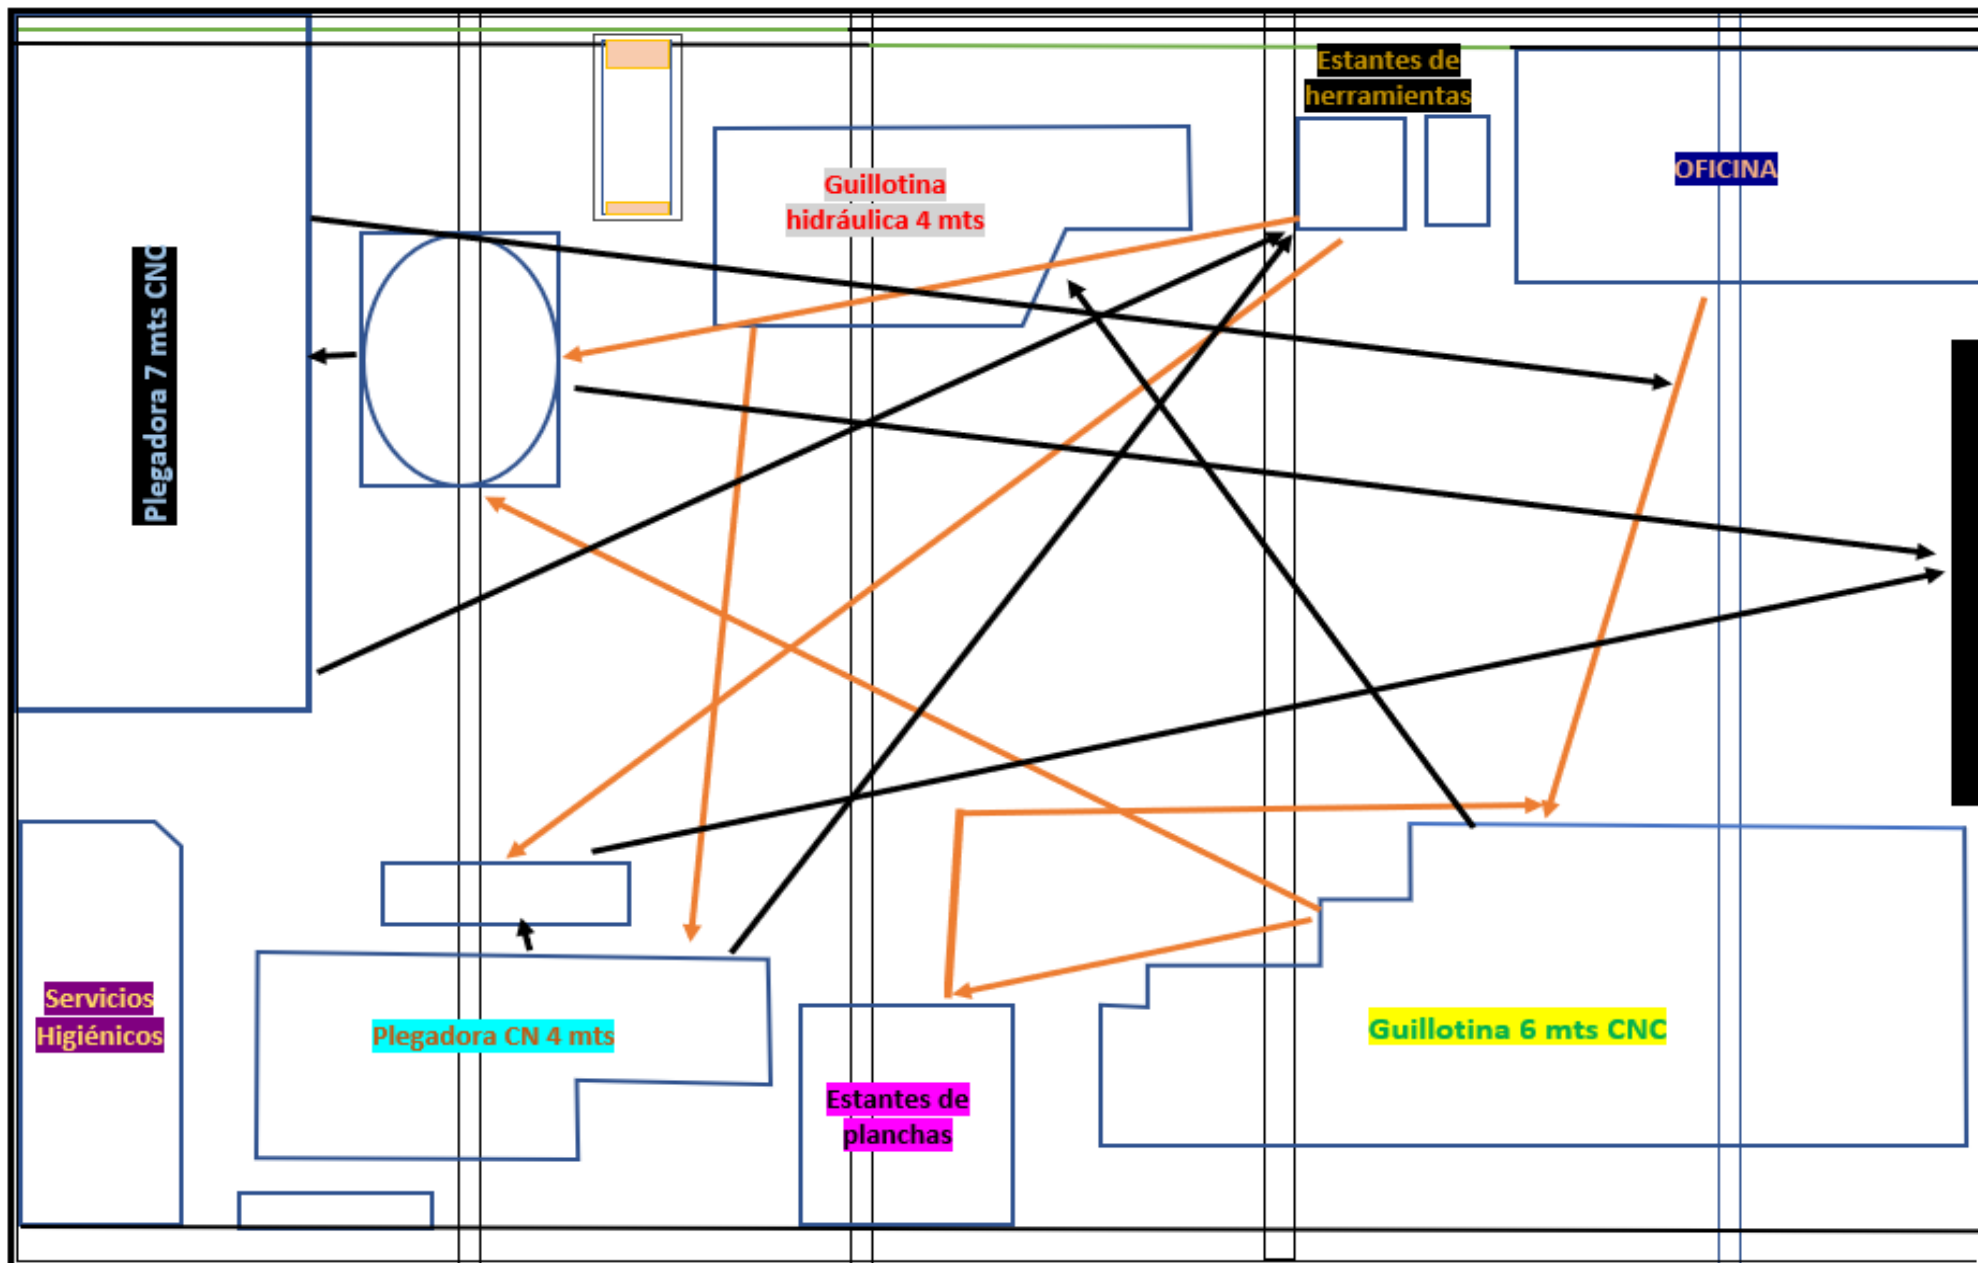 Estantes de
herramientas
OFICINA
Guillotina
hidráulica 4 mts
Plegadora 7 mts CNC
Servicios
Higiénicos
Plegadora CN 4 mts
Guillotina 6 mts CNC
Estantes de
planchas